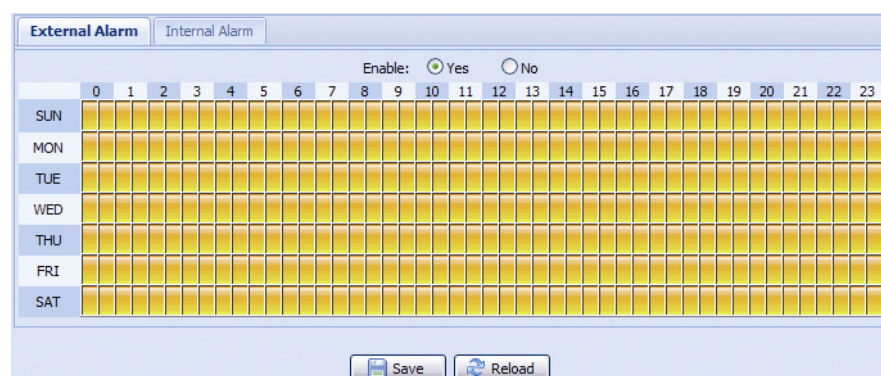 External Alarm Internal Alarm
Enable: Yes No
0 1 2 3 4 5 6 7 8 9 10 11 12 13 14 15 16 17 18 19 20 21 22 23
SUN
MON
TUE
WED
THU
FRI
SAT
Save Reload